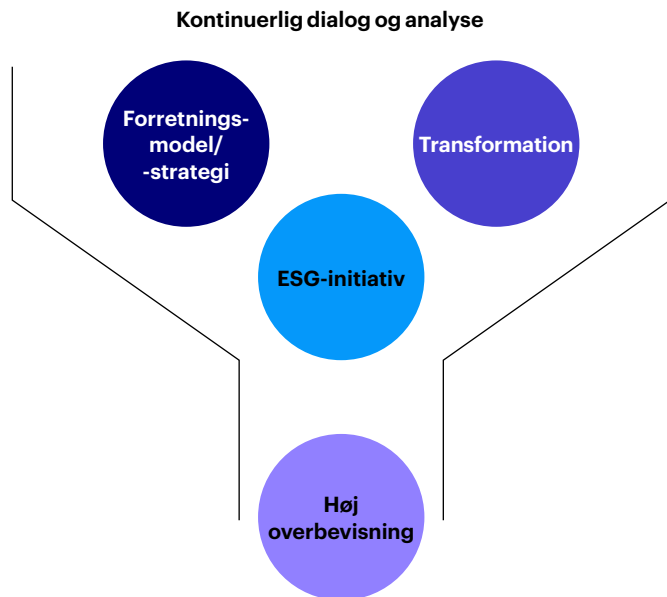 Kontinuerlig dialog og analyse
Forretnings-
model/
-strategi
Transformation
ESG-initiativ
Høj
overbevisning